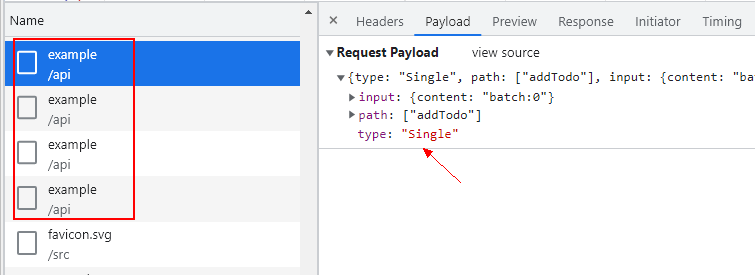 Name
example
/api
example
/api
example
/api
example
/api
favicon.svg
/src
Headers Payload Preview Response Initiator Timing
Request Payload view source
{type: "Single", path: ["addTodo"], input: {content: "bat
input: {content: "batch:0"}
path: ["addTodo"]
type: "Single"